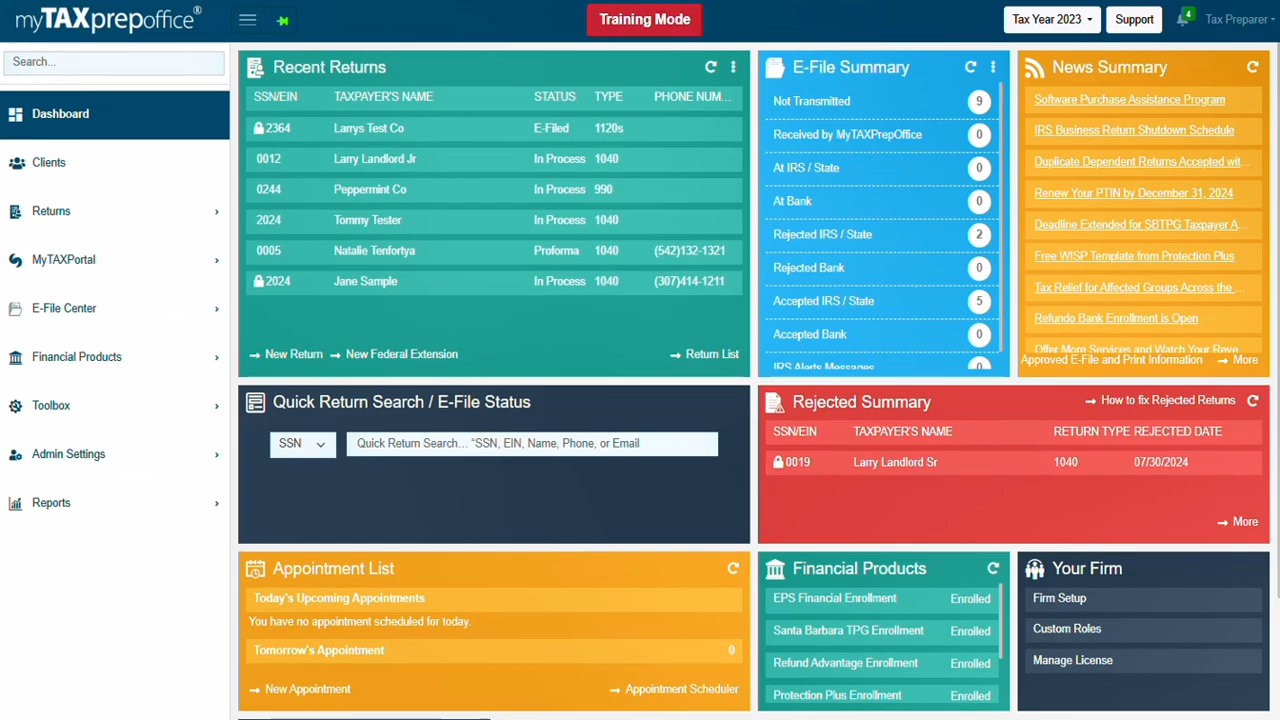 myTAXprepoffice®
Training Mode
Tax Year 2023
Support
4
Tax Preparer
Search...
Dashboard
Clients
Returns
MyTAXPortal
E-File Center
Financial Products
Toolbox
Admin Settings
Reports
Recent Returns
SSN/EIN TAXPAYER'S NAME STATUS TYPE PHONE NUM...
2364 Larrys Test Co E-Filed 1120s
0012 Larry Landlord Jr In Process 1040
0244 Peppermint Co In Process 990
2024 Tommy Tester In Process 1040
0005 Natalie Tenfortya Proforma 1040 (542)132-1321
2024 Jane Sample In Process 1040 (307)414-1211
→ New Return → New Federal Extension → Return List
E-File Summary
Not Transmitted 9
Received by MyTAXPrepOffice 0
At IRS / State 0
At Bank 0
Rejected IRS / State 2
Rejected Bank 0
Accepted IRS / State 5
Accepted Bank 0
IRS Alerts Messages 0
News Summary
Software Purchase Assistance Program
IRS Business Return Shutdown Schedule
Duplicate Dependent Returns Accepted wit...
Renew Your PTIN by December 31, 2024
Deadline Extended for SBTPG Taxpayer A...
Free WISP Template from Protection Plus
Tax Relief for Affected Groups Across the ...
Refundo Bank Enrollment is Open
Offer More Services and Watch Your Reve...
Approved E-File and Print Information → More
Quick Return Search / E-File Status
SSN
Quick Return Search... "SSN, EIN, Name, Phone, or Email
Rejected Summary
→ How to fix Rejected Returns
SSN/EIN TAXPAYER'S NAME RETURN TYPE REJECTED DATE
0019 Larry Landlord Sr 1040 07/30/2024
→ More
Appointment List
Today's Upcoming Appointments
You have no appointment scheduled for today.
Tomorrow's Appointment 0
→ New Appointment → Appointment Scheduler
Financial Products
EPS Financial Enrollment Enrolled
Santa Barbara TPG Enrollment Enrolled
Refund Advantage Enrollment Enrolled
Protection Plus Enrollment Enrolled
Your Firm
Firm Setup
Custom Roles
Manage License